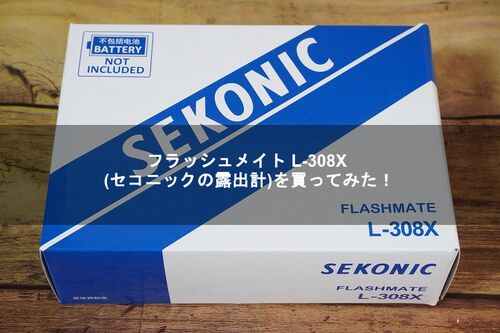 不包括电池
BATTERY
NOT
INCLUDED
SEKONIC
フラッシュメイト L-308X
(セコニックの露出計)を買ってみた！
FLASHMATE
L-308X
SEKONIC
FLASHMATE
L-308X